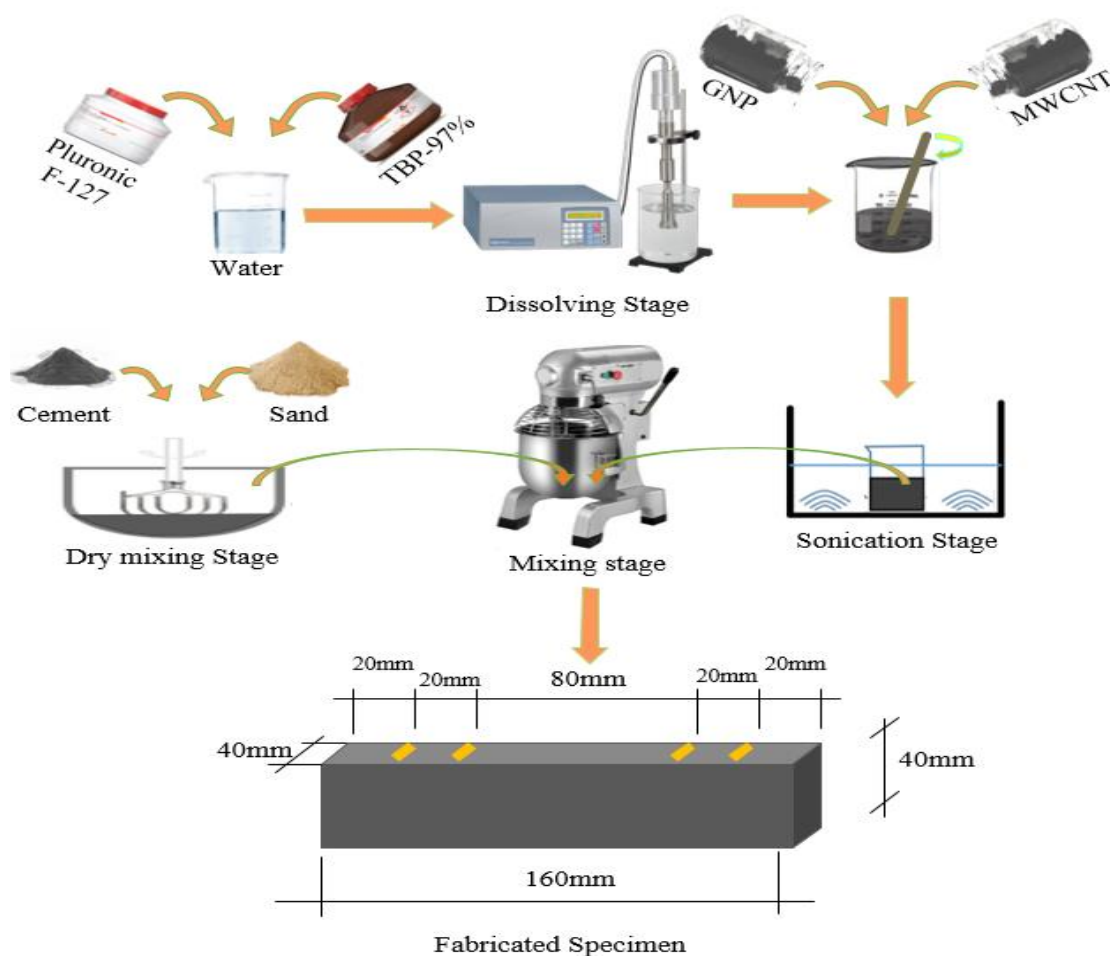 GNP
MWCNT
Pluronic
F-127
TBP-97%
Water
Dissolving Stage
Cement
Sand
Dry mixing Stage
Mixing stage
Sonication Stage
20mm
20mm
80mm
20mm
20mm
40mm
40mm
160mm
Fabricated Specimen